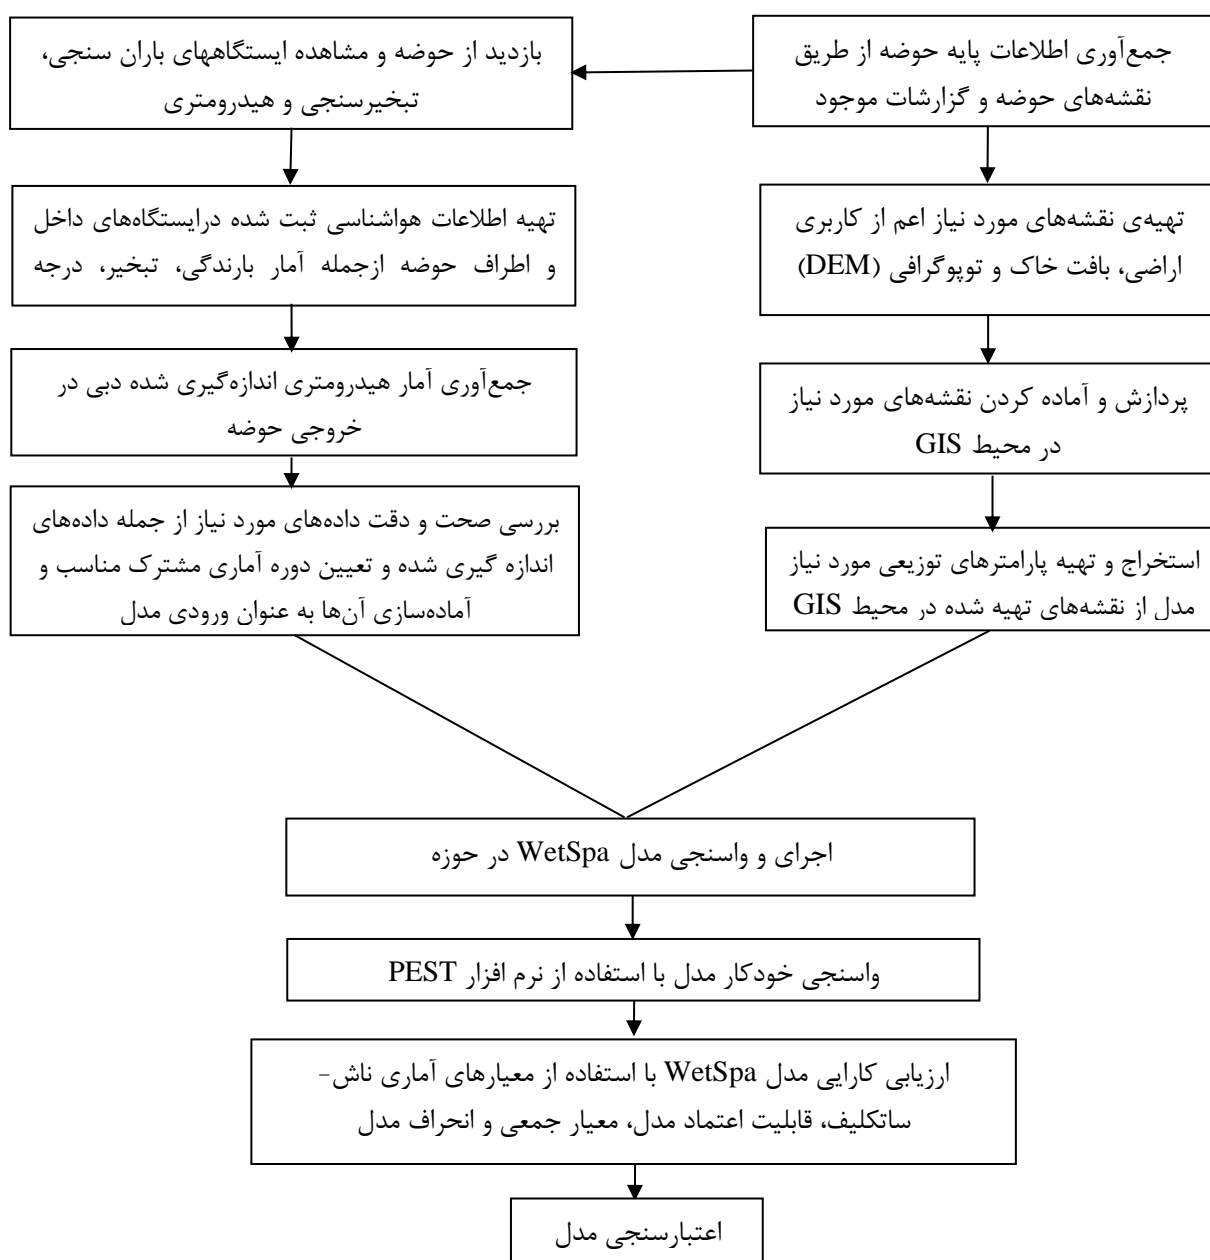 جمع‌آوری اطلاعات پایه حوضه از طریق
نقشه‌های حوضه و گزارشات موجود
بازدید از حوضه و مشاهده ایستگاههای باران سنجی،
تبخیرسنجی و هیدرومتری
تهیه‌ی نقشه‌های مورد نیاز اعم از کاربری
اراضی، بافت خاک و توپوگرافی (DEM)
تهیه اطلاعات هواشناسی ثبت شده درایستگاه‌های داخل
و اطراف حوضه ازجمله آمار بارندگی، تبخیر، درجه
پردازش و آماده کردن نقشه‌های مورد نیاز
در محیط GIS
جمع‌آوری آمار هیدرومتری اندازه‌گیری شده دبی در
خروجی حوضه
استخراج و تهیه پارامترهای توزیعی مورد نیاز
مدل از نقشه‌های تهیه شده در محیط GIS
بررسی صحت و دقت داده‌های مورد نیاز از جمله داده‌های
اندازه گیری شده و تعیین دوره آماری مشترک مناسب و
آماده‌سازی آن‌ها به عنوان ورودی مدل
اجرای و واسنجی مدل WetSpa در حوزه
واسنجی خودکار مدل با استفاده از نرم افزار PEST
ارزیابی کارایی مدل WetSpa با استفاده از معیارهای آماری ناش-
ساتکلیف، قابلیت اعتماد مدل، معیار جمعی و انحراف مدل
اعتبارسنجی مدل